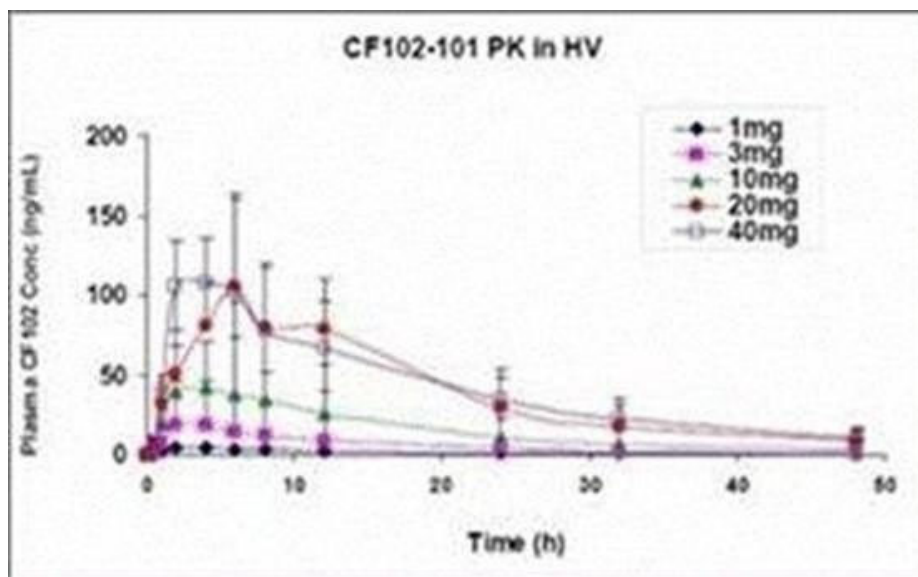 CF102-101 PK in HV
Plasma CF102 Conc (ng/mL)
200
150
100
50
0
1mg
3mg
10mg
20mg
40mg
0
10
20
30
40
50
Time (h)